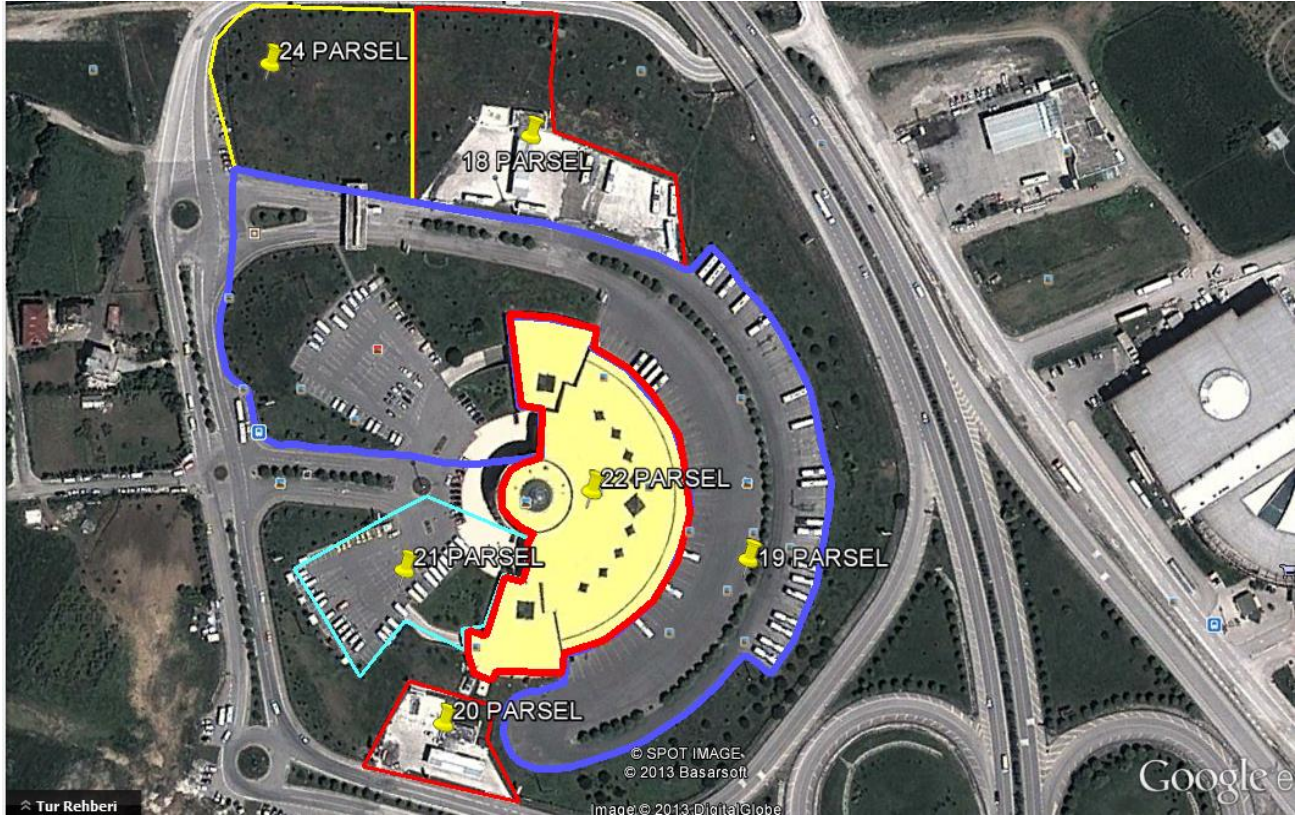 24 PARSEL
18 PARSEL
22 PARSEL
21 PARSEL
19 PARSEL
20 PARSEL
© SPOT IMAGE
© 2013 Basarsoft
Image © 2013 DigitalGlobe
Google e
Tur Rehberi